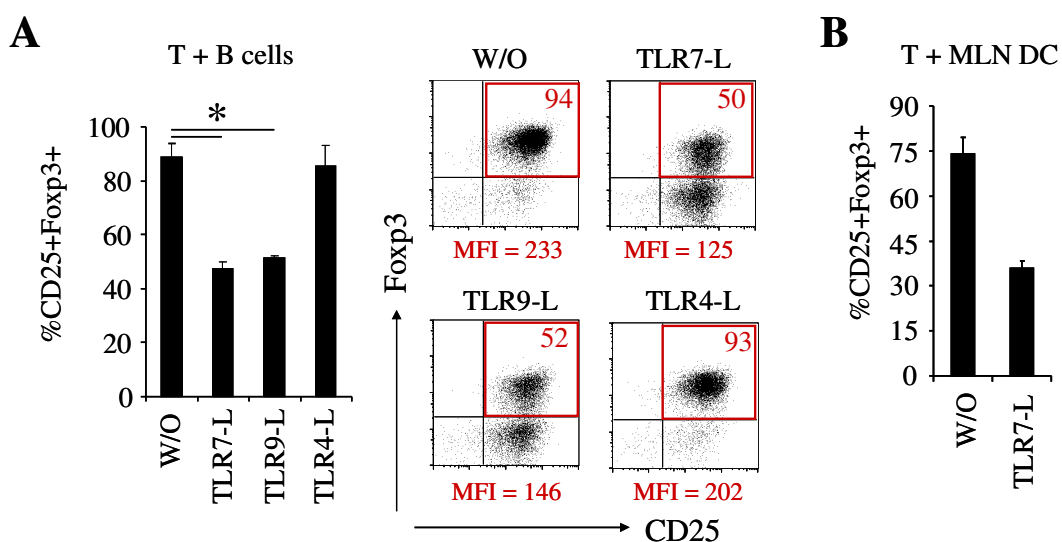 A
T + B cells
%CD25+Foxp3+
100
80
60
40
20
0
*
W/O
TLR7-L
TLR9-L
TLR4-L
W/O
94
MFI = 233
TLR7-L
50
MFI = 125
TLR9-L
52
MFI = 146
TLR4-L
93
MFI = 202
Foxp3
CD25
B
T + MLN DC
%CD25+Foxp3+
90
75
60
45
30
15
0
W/O
TLR7-L